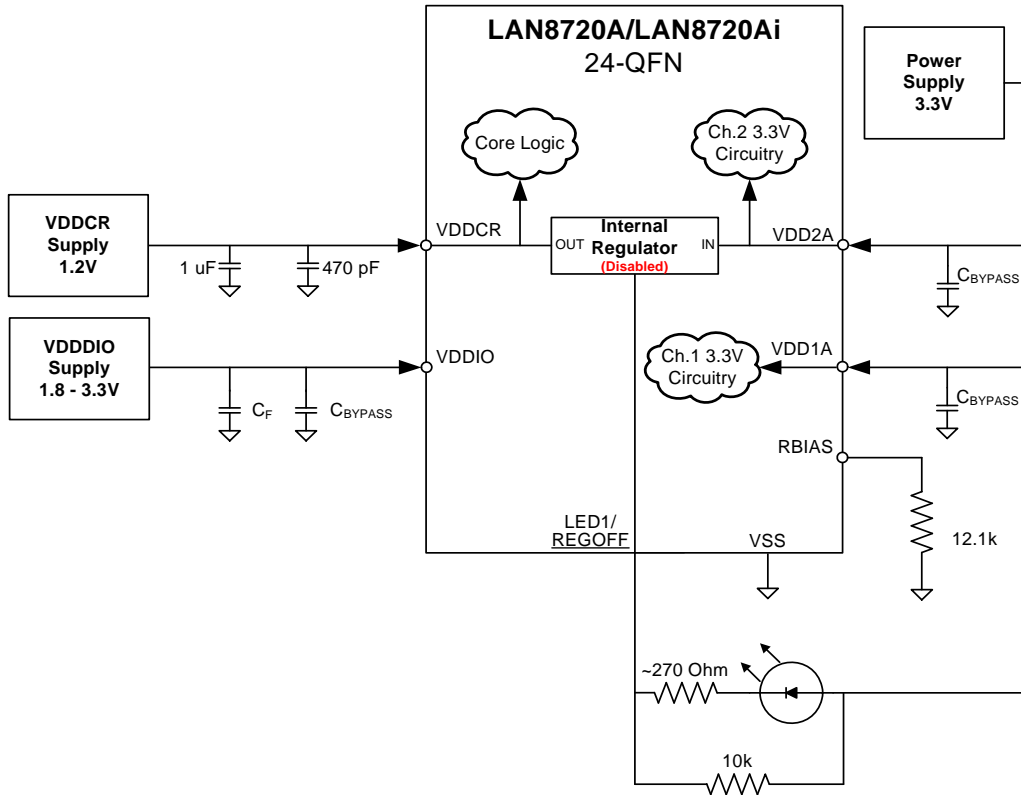 LAN8720A/LAN8720Ai
24-QFN
Power
Supply
3.3V
Core Logic
Ch.2 3.3V
Circuitry
VDDCR
Supply
1.2V
VDDCR
OUT
Internal
Regulator
(Disabled)
IN
VDD2A
1 uF
470 pF
CBYPASS
VDDDIO
Supply
1.8 - 3.3V
VDDIO
Ch.1 3.3V
Circuitry
VDD1A
CF
CBYPASS
CBYPASS
RBIAS
12.1k
LED1/
REGOFF
VSS
~270 Ohm
10k